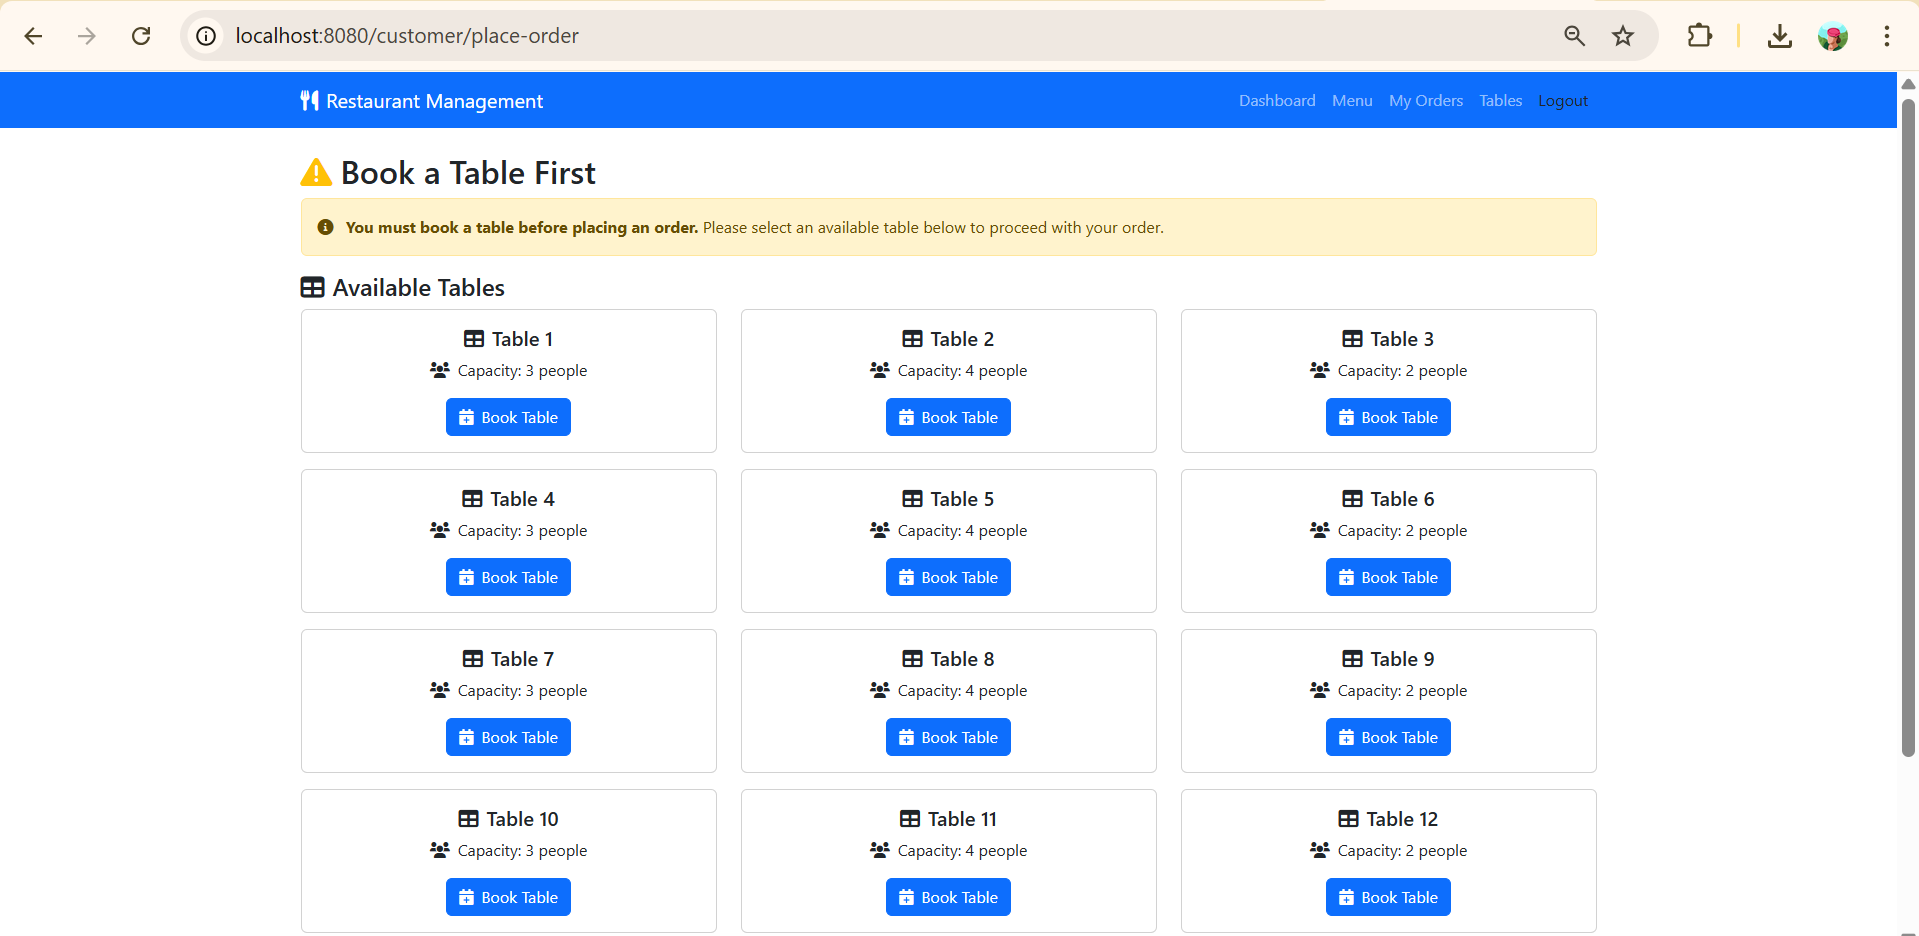 localhost:8080/customer/place-order
Restaurant Management
Dashboard Menu My Orders Tables Logout
Book a Table First
You must book a table before placing an order. Please select an available table below to proceed with your order.
Available Tables
Table 1 Table 2 Table 3
Capacity: 3 people Capacity: 4 people Capacity: 2 people
Book Table Book Table Book Table
Table 4 Table 5 Table 6
Capacity: 3 people Capacity: 4 people Capacity: 2 people
Book Table Book Table Book Table
Table 7 Table 8 Table 9
Capacity: 3 people Capacity: 4 people Capacity: 2 people
Book Table Book Table Book Table
Table 10 Table 11 Table 12
Capacity: 3 people Capacity: 4 people Capacity: 2 people
Book Table Book Table Book Table